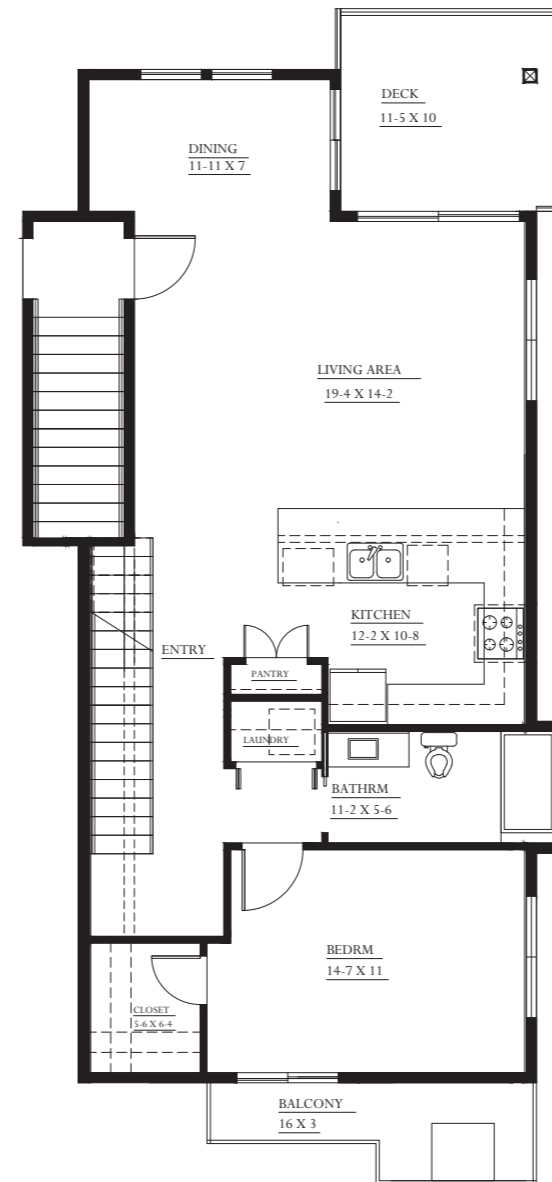 DECK
11-5 X 10
DINING
11-11 X 7
LIVING AREA
19-4 X 14-2
KITCHEN
12-2 X 10-8
ENTRY
PANTRY
LAUNDRY
BATHRM
11-2 X 5-6
BEDRM
14-7 X 11
CLOSET
5-6 X 6-4
BALCONY
16 X 3